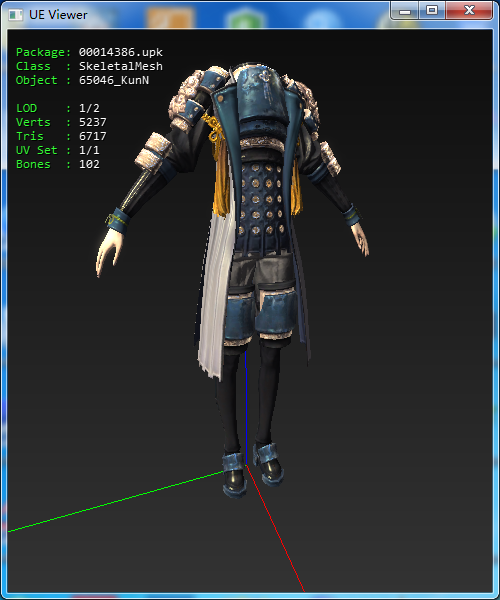 UE Viewer
Package: 00014386.upk
Class : SkeletalMesh
Object : 65046_KunN
LOD : 1/2
Verts : 5237
Tris : 6717
UV Set : 1/1
Bones : 102